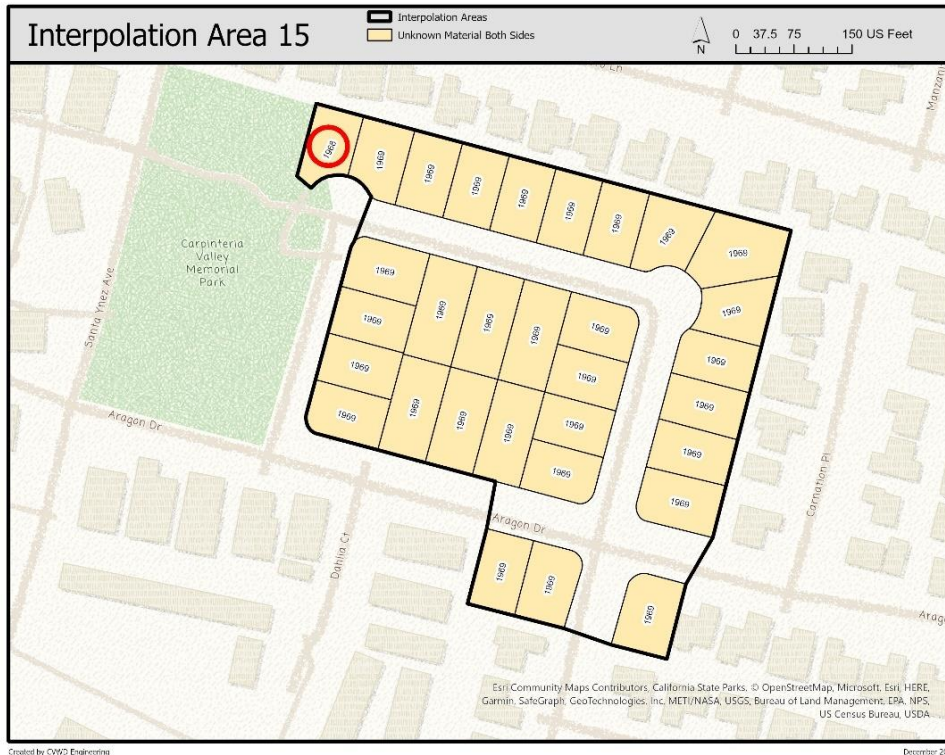 Interpolation Area 15
Interpolation Areas
Unknown Material Both Sides
N
0 37.5 75 150 US Feet
Ln
1968
1969
1969
1969
1969
1969
1969
1969
1969
1969
1969
1969
1969
1969
Carpinteria
Valley
Memorial
Park
Santa Ynez Ave
1969
1969
1969
1969
1969
1969
1969
1969
1969
1969
1969
1969
1969
1969
Aragon Dr
Dahlia Ct
Aragon Dr
Carnation Pl
1969
1969
1969
Esri Community Maps Contributors, California State Parks, © OpenStreetMap, Microsoft, Esri, HERE,
Garmin, SafeGraph, GeoTechnologies, Inc, METI/NASA, USGS, Bureau of Land Management, EPA, NPS,
US Census Bureau, USDA
Created by CVWD Engineering
December 20